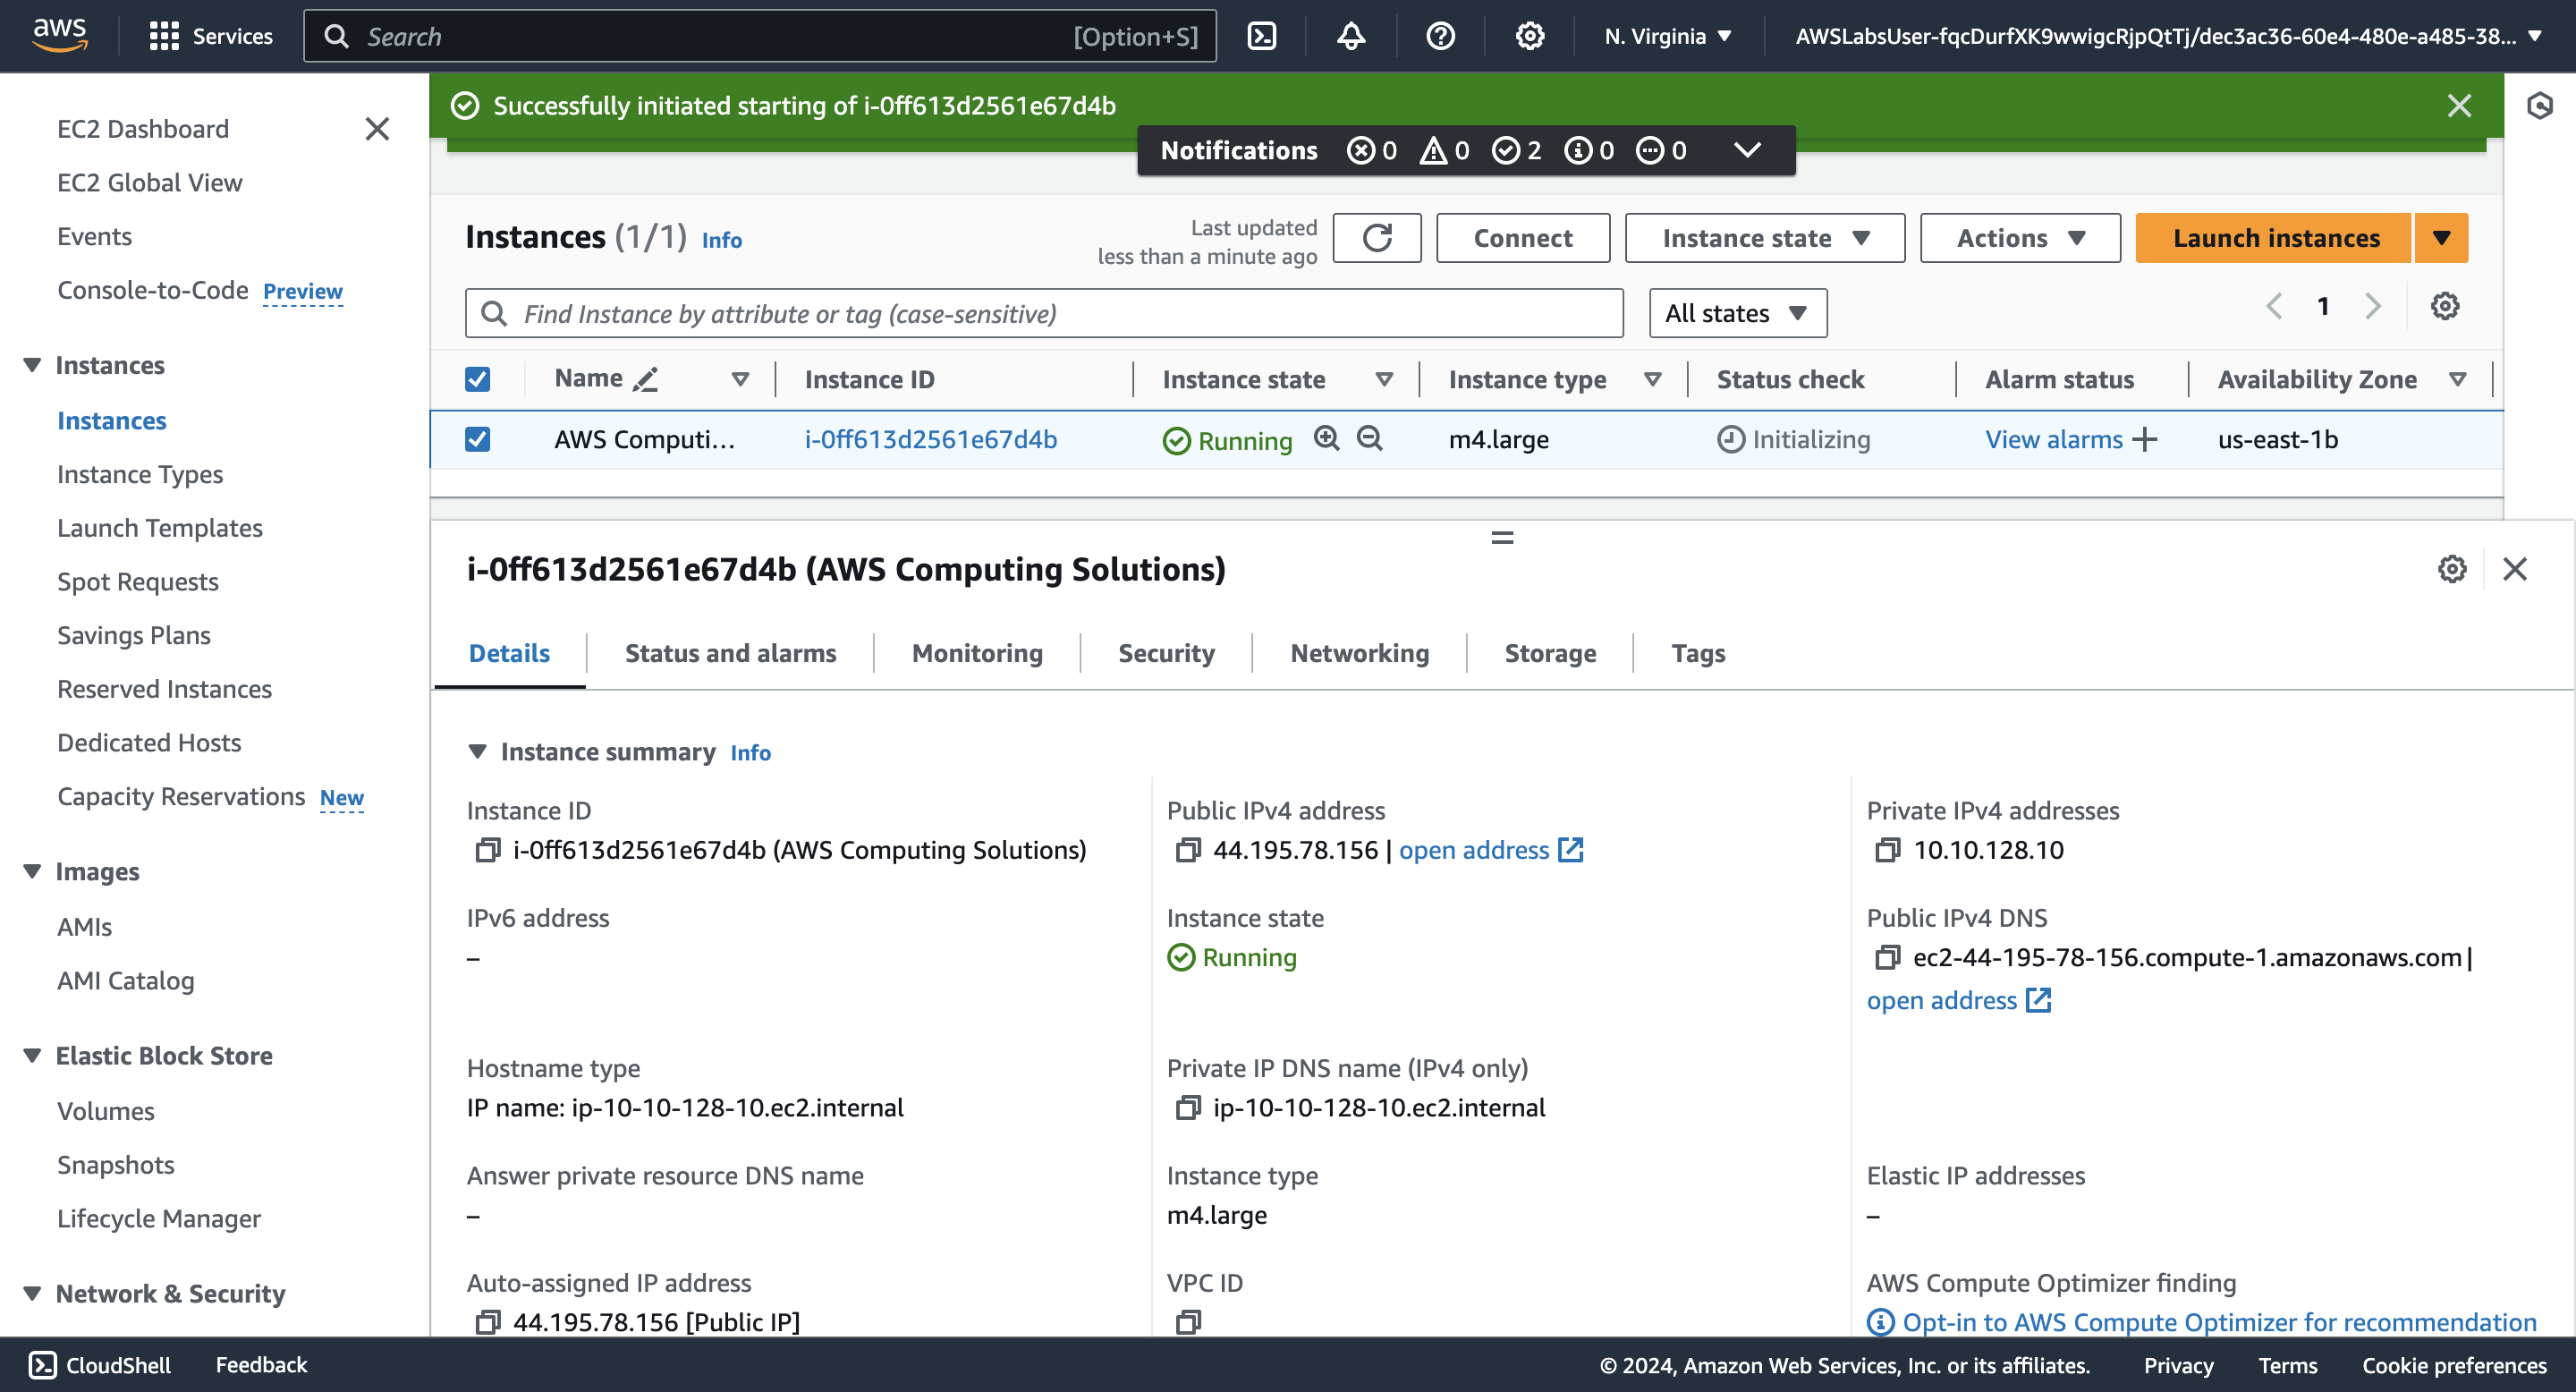 aws
Services
Search [Option+S]
N. Virginia
AWSLabsUser-fqcDurfXK9wwigcRjpQtTj/dec3ac36-60e4-480e-a485-38...
EC2 Dashboard
EC2 Global View
Events
Console-to-Code Preview
Instances
Instances
Instance Types
Launch Templates
Spot Requests
Savings Plans
Reserved Instances
Dedicated Hosts
Capacity Reservations New
Images
AMIs
AMI Catalog
Elastic Block Store
Volumes
Snapshots
Lifecycle Manager
Network & Security
Successfully initiated starting of i-0ff613d2561e67d4b
Notifications 0 0 2 0 0
Instances (1/1) Info
Last updated
less than a minute ago
Connect
Instance state
Actions
Launch instances
Find Instance by attribute or tag (case-sensitive)
All states
1
Name Instance ID Instance state Instance type Status check Alarm status Availability Zone
AWS Computi... i-0ff613d2561e67d4b Running m4.large Initializing View alarms us-east-1b
i-0ff613d2561e67d4b (AWS Computing Solutions)
Details Status and alarms Monitoring Security Networking Storage Tags
Instance summary Info
Instance ID
i-0ff613d2561e67d4b (AWS Computing Solutions)
Public IPv4 address
44.195.78.156 | open address
Private IPv4 addresses
10.10.128.10
IPv6 address
–
Instance state
Running
Public IPv4 DNS
ec2-44-195-78-156.compute-1.amazonaws.com |
open address
Hostname type
IP name: ip-10-10-128-10.ec2.internal
Private IP DNS name (IPv4 only)
ip-10-10-128-10.ec2.internal
Answer private resource DNS name
–
Instance type
m4.large
Elastic IP addresses
–
Auto-assigned IP address
44.195.78.156 [Public IP]
VPC ID
AWS Compute Optimizer finding
Opt-in to AWS Compute Optimizer for recommendation
CloudShell
Feedback
© 2024, Amazon Web Services, Inc. or its affiliates.
Privacy
Terms
Cookie preferences